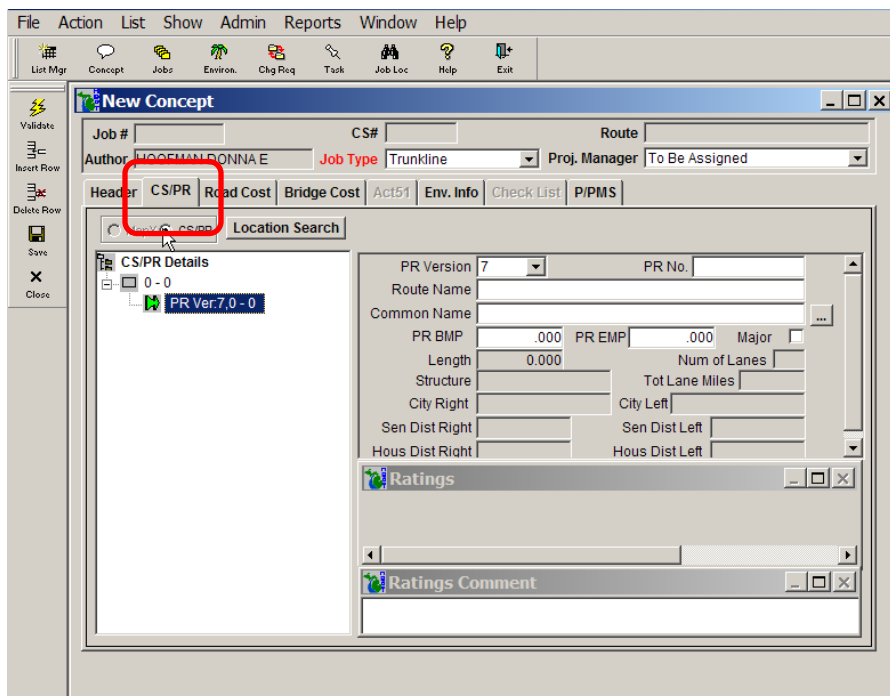 File Action List Show Admin Reports Window Help
List Mgr Concept Jobs Environ. Chg Req Task Job Loc Help Exit
Validate
Insert Row
Delete Row
Save
Close
New Concept
Job # CS# Route
Author HOOFMAN DONNA E Job Type Trunkline Proj. Manager To Be Assigned
Header CS/PR Road Cost Bridge Cost Act51 Env. Info Check List P/PMS
CS/PR Location Search
CS/PR Details
0 - 0
PR Ver:7,0 - 0
PR Version 7 PR No.
Route Name
Common Name ...
PR BMP .000 PR EMP .000 Major
Length 0.000 Num of Lanes
Structure Tot Lane Miles
City Right City Left
Sen Dist Right Sen Dist Left
Hous Dist Right Hous Dist Left
Ratings
Ratings Comment